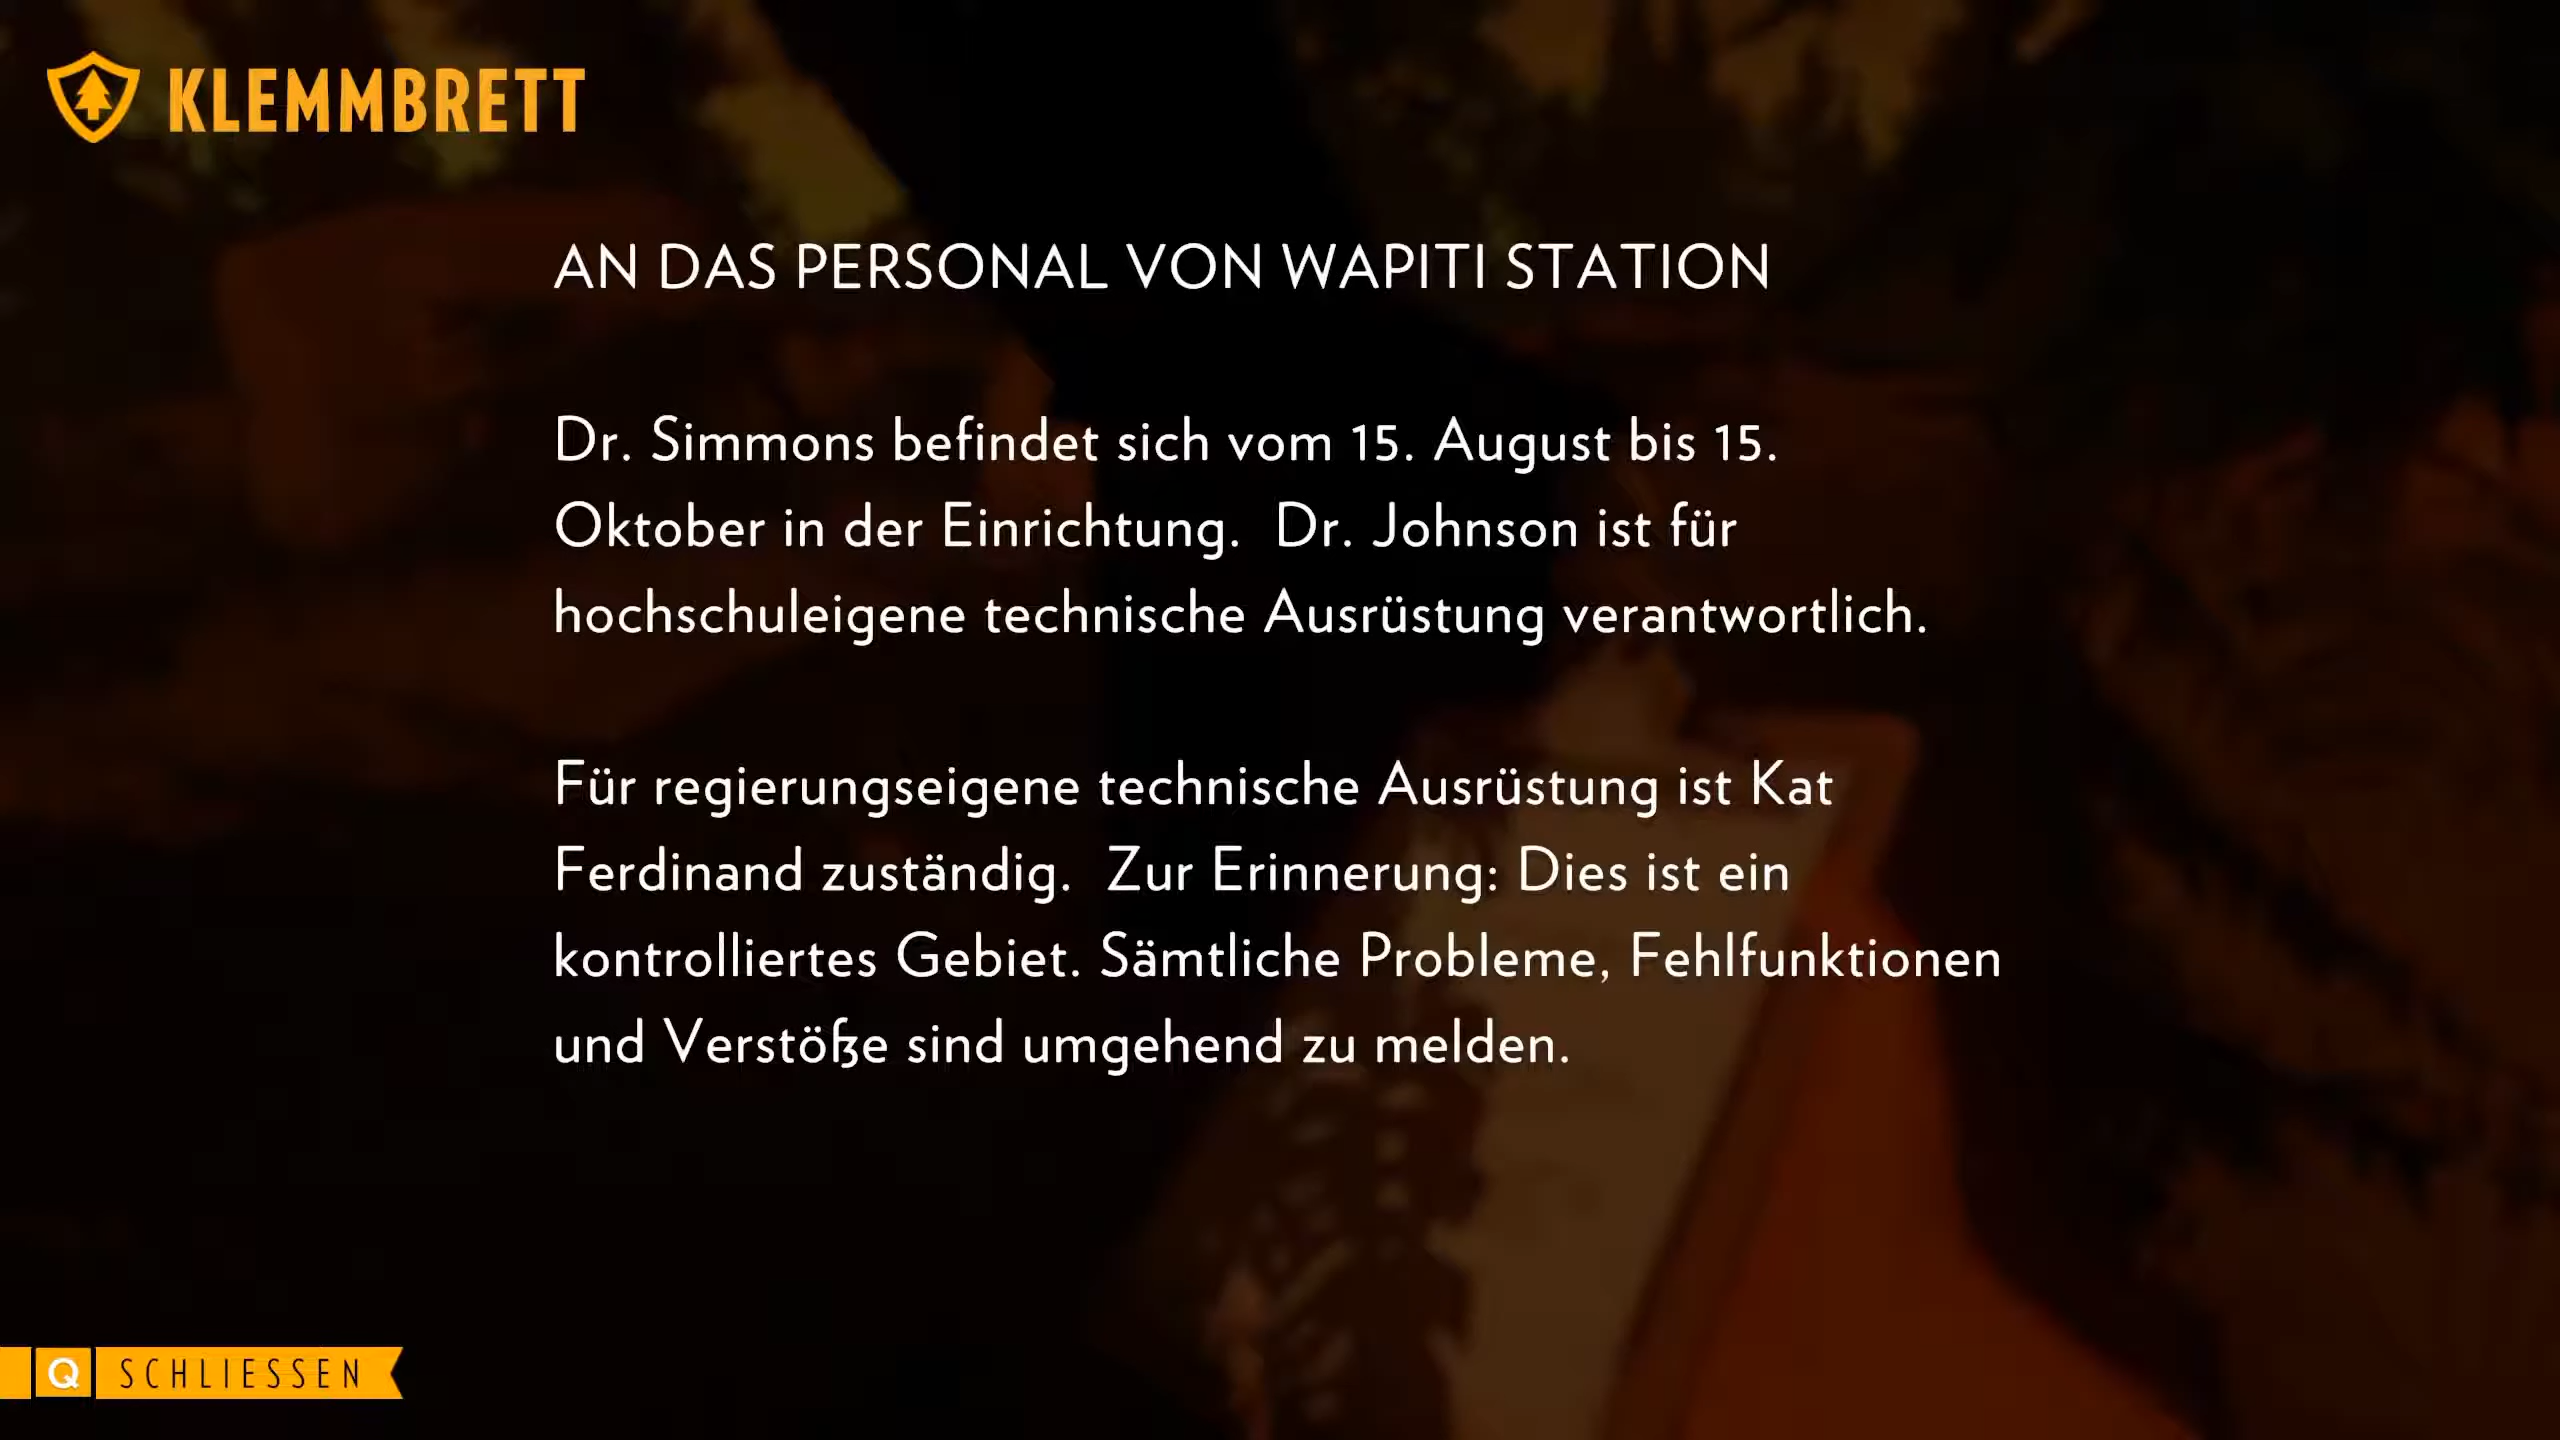 KLEMMBRETT
AN DAS PERSONAL VON WAPITI STATION
Dr. Simmons befindet sich vom 15. August bis 15.
Oktober in der Einrichtung.  Dr. Johnson ist für
hochschuleigene technische Ausrüstung verantwortlich.
Für regierungseigene technische Ausrüstung ist Kat
Ferdinand zuständig.  Zur Erinnerung: Dies ist ein
kontrolliertes Gebiet. Sämtliche Probleme, Fehlfunktionen
und Verstöße sind umgehend zu melden.
Q SCHLIESSEN